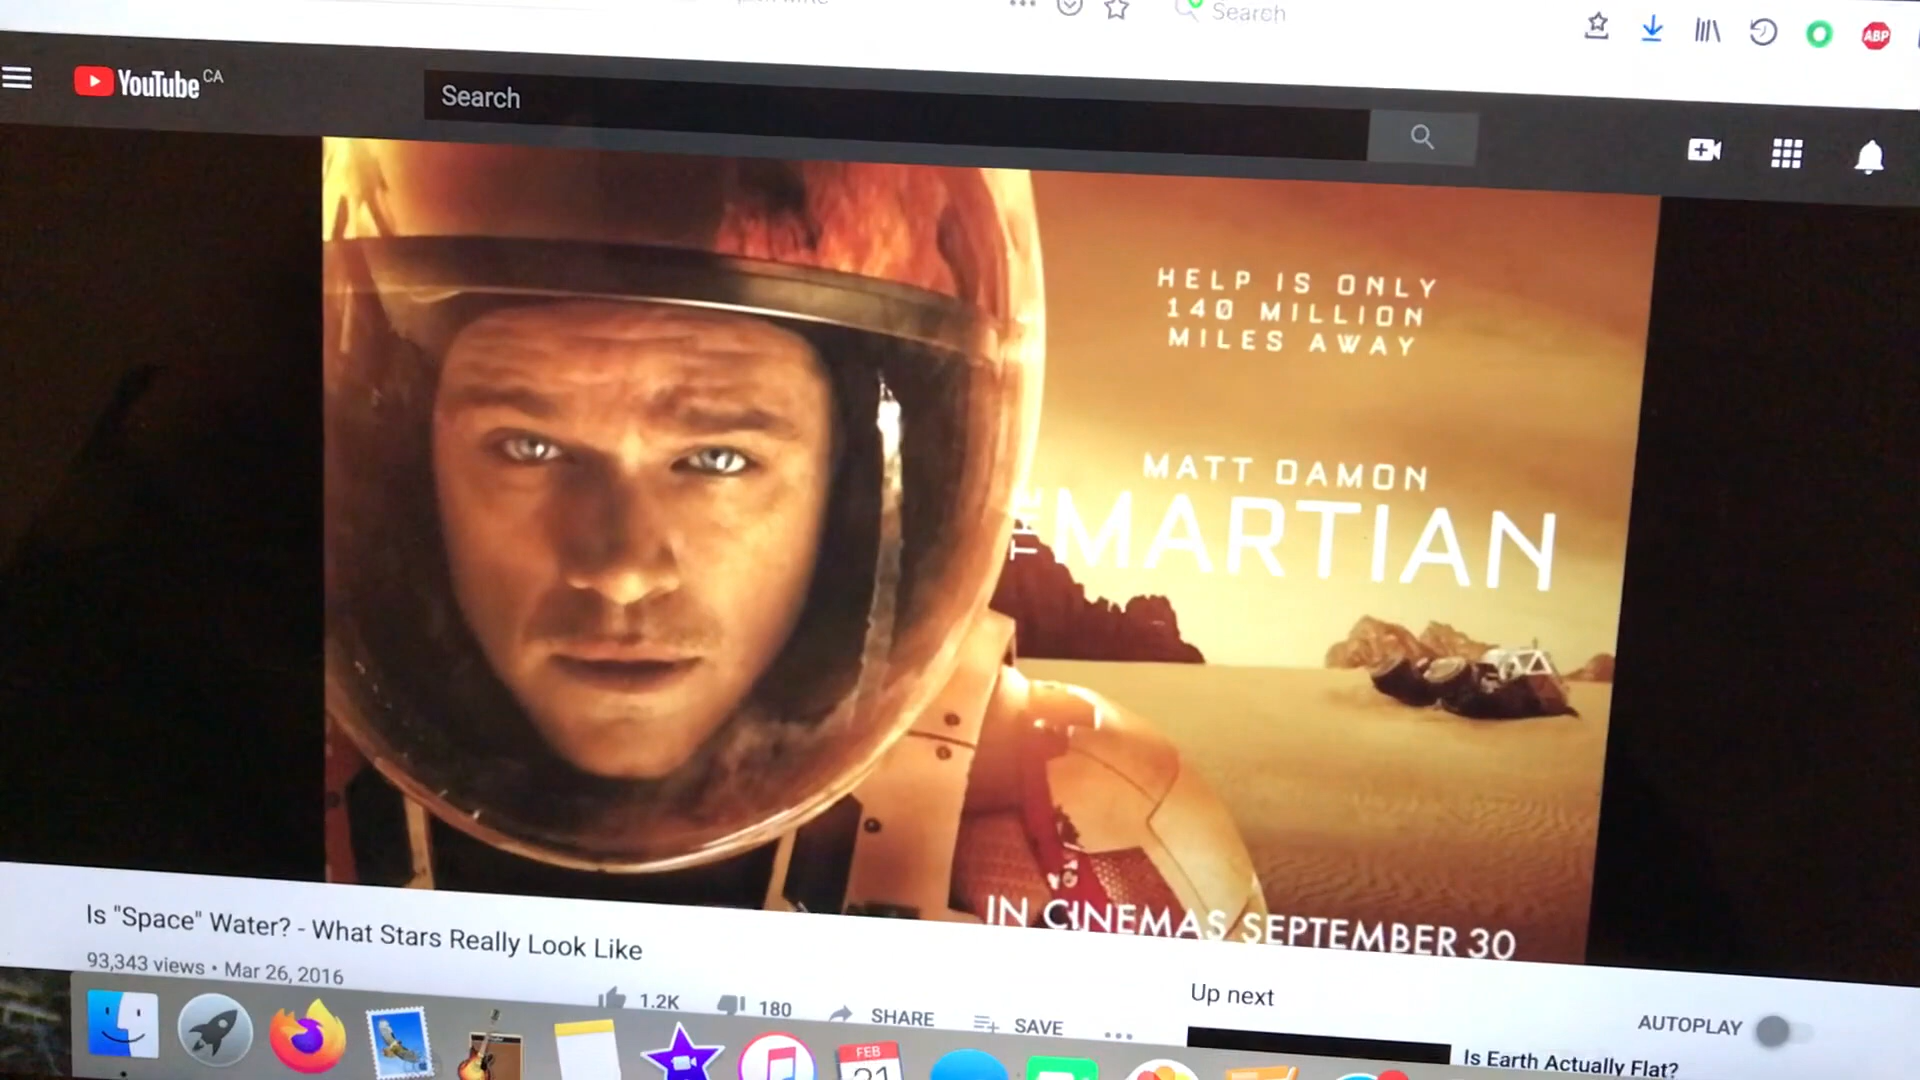 Search
YouTube CA
Search
ABP
HELP IS ONLY
140 MILLION
MILES AWAY
MATT DAMON
THE MARTIAN
IN CINEMAS SEPTEMBER 30
Is "Space" Water? - What Stars Really Look Like
93,343 views • Mar 26, 2016
1.2K
180
SHARE
SAVE
Up next
AUTOPLAY
Is Earth Actually Flat?
FEB
21